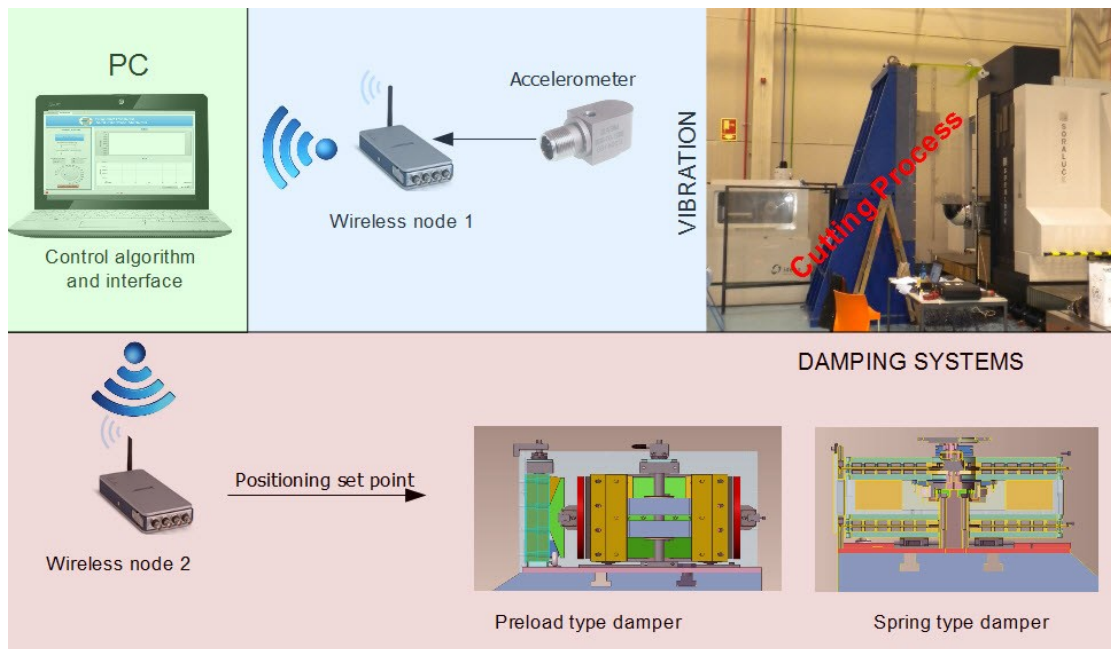 PC
Control algorithm
and interface
Accelerometer
Wireless node 1
VIBRATION
Cutting Process
SORALUCE
DAMPING SYSTEMS
Positioning set point
Wireless node 2
Preload type damper
Spring type damper